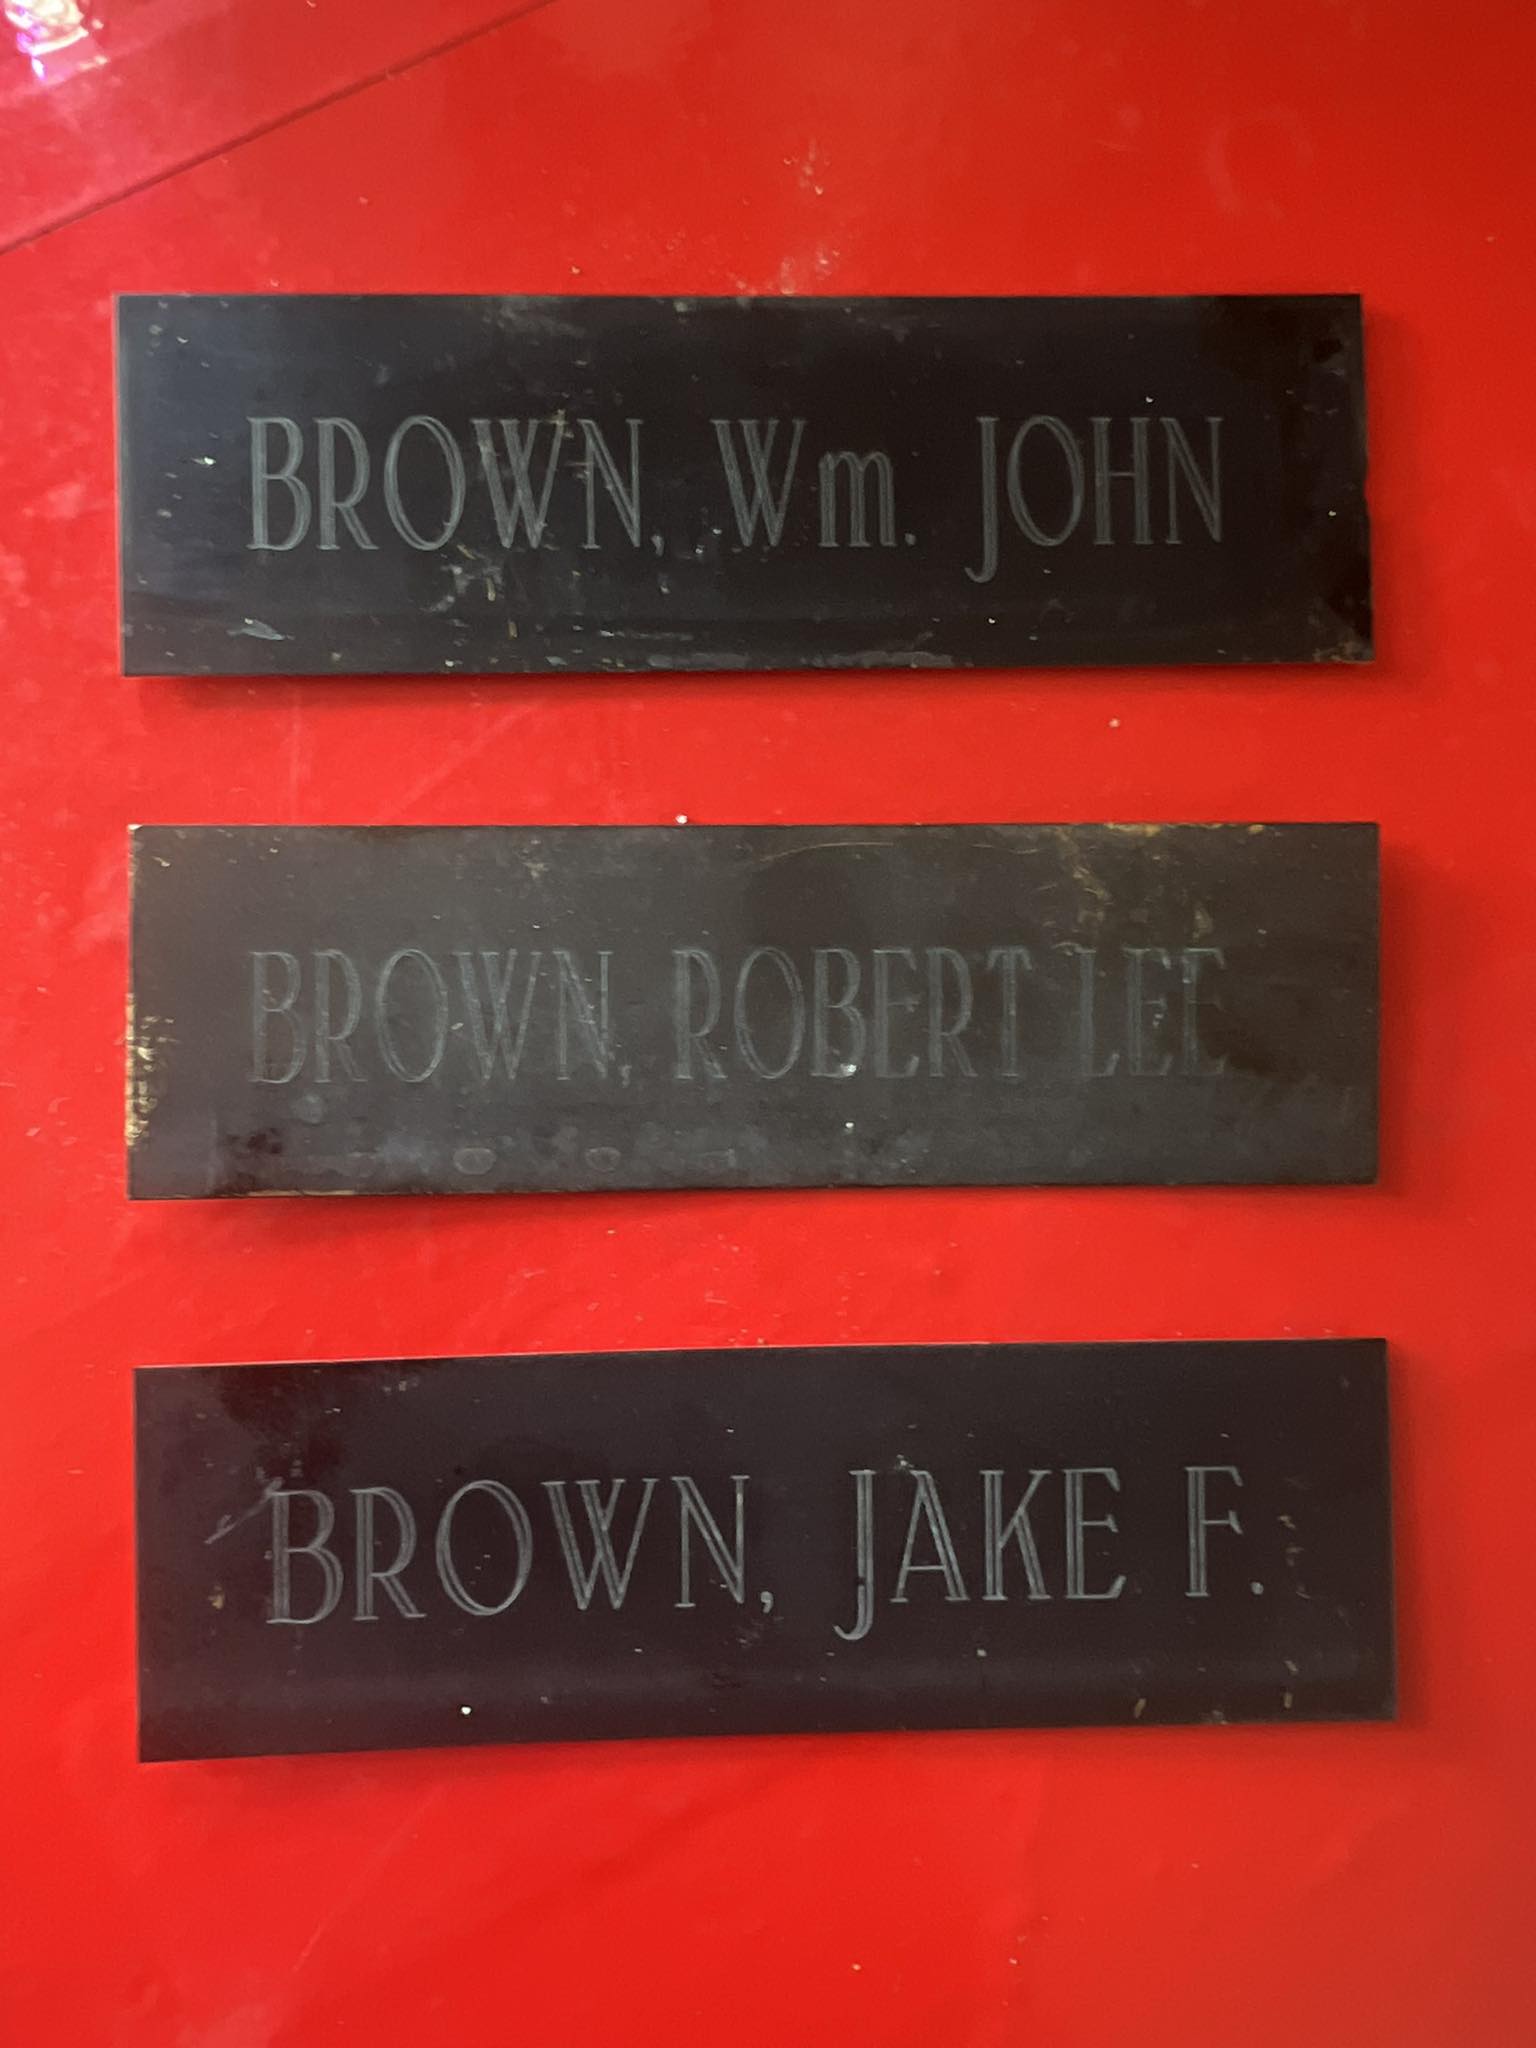 BROWN, Wm. JOHN
BROWN, ROBERT LEE
BROWN, JAKE F.